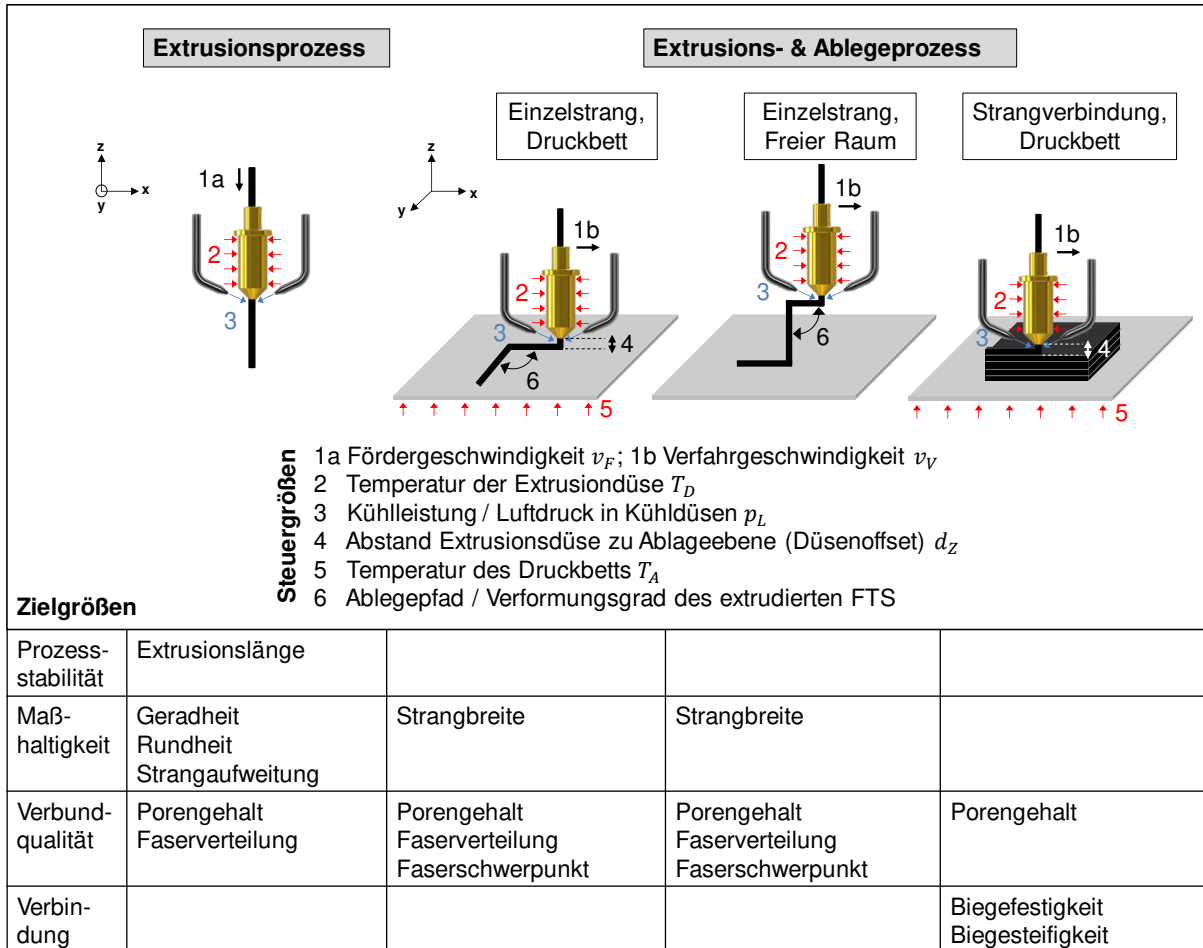 Extrusionsprozess
Extrusions- & Ablegeprozess
Einzelstrang,
Druckbett
Einzelstrang,
Freier Raum
Strangverbindung,
Druckbett
z
x
y
1a
2
3
z
x
y
1b
2
3
4
6
5
1b
2
3
6
1b
2
3
4
5
Steuergrößen
1a Fördergeschwindigkeit v_F; 1b Verfahrgeschwindigkeit v_V
2 Temperatur der Extrusiondüse T_D
3 Kühlleistung / Luftdruck in Kühldüsen p_L
4 Abstand Extrusionsdüse zu Ablageebene (Düsenoffset) d_Z
5 Temperatur des Druckbetts T_A
6 Ablegepfad / Verformungsgrad des extrudierten FTS
Zielgrößen
Prozess-
stabilität
Extrusionslänge
Maß-
haltigkeit
Geradheit
Rundheit
Strangaufweitung
Strangbreite
Strangbreite
Verbund-
qualität
Porengehalt
Faserverteilung
Porengehalt
Faserverteilung
Faserschwerpunkt
Porengehalt
Faserverteilung
Faserschwerpunkt
Porengehalt
Verbin-
dung
Biegefestigkeit
Biegesteifigkeit